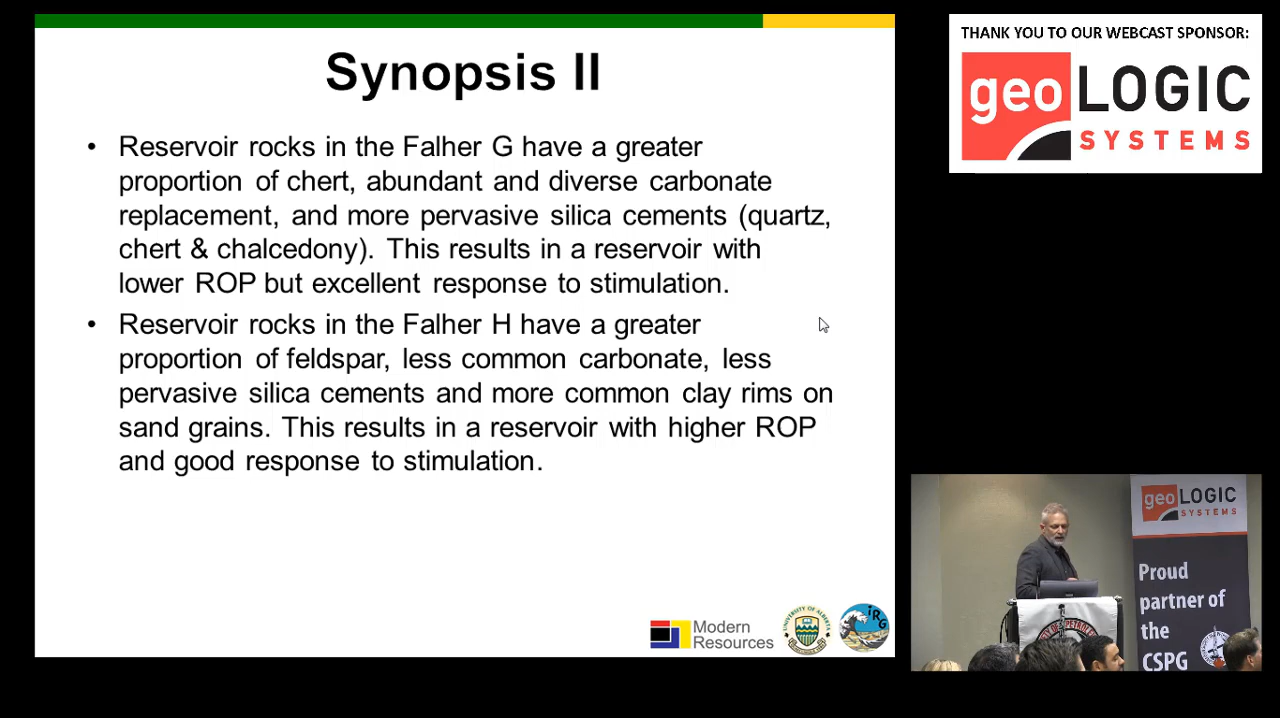 Synopsis II
• Reservoir rocks in the Falher G have a greater
proportion of chert, abundant and diverse carbonate
replacement, and more pervasive silica cements (quartz,
chert & chalcedony). This results in a reservoir with
lower ROP but excellent response to stimulation.
• Reservoir rocks in the Falher H have a greater
proportion of feldspar, less common carbonate, less
pervasive silica cements and more common clay rims on
sand grains. This results in a reservoir with higher ROP
and good response to stimulation.
Modern
Resources
UNIVERSITY OF ALBERTA
iRG
THANK YOU TO OUR WEBCAST SPONSOR:
geoLOGIC
SYSTEMS
geoLOGIC
SYSTEMS
Proud
partner of
the
CSPG